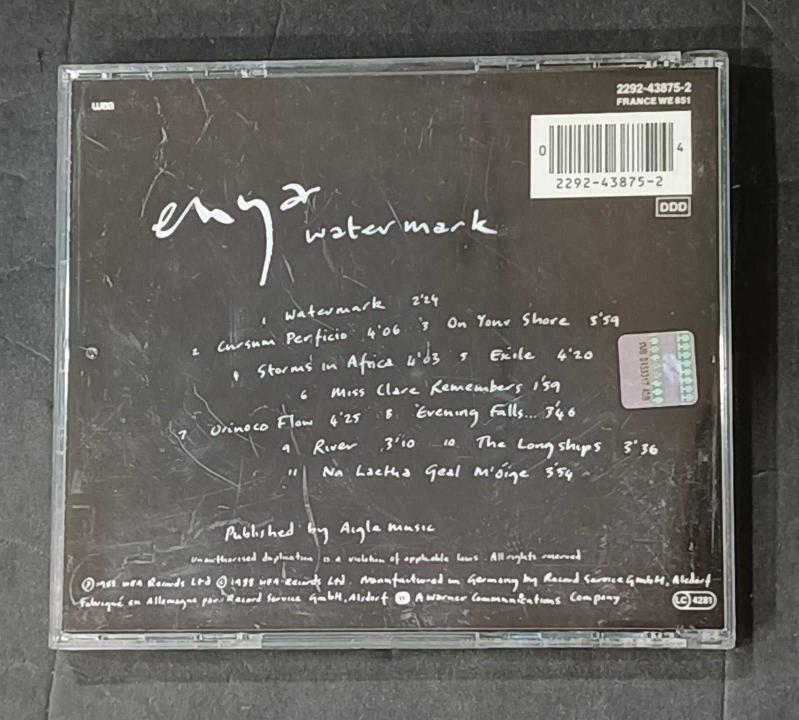 wea
2292-43875-2
FRANCE WE 851
0 4
2292-43875-2
DDD
enya watermark
1 Watermark 2'24
2 Cursum Perficio 4'06 3 On Your Shore 3'59
4 Storms in Africa 4'03 5 Exile 4'20
6 Miss Clare Remembers 1'59
7 Orinoco Flow 4'25 8 Evening Falls... 3'46
9 River 3'10 10 The Longships 3'36
11 Na Laetha Geal M'óige 3'54
Published by Aigle Music
Unauthorised duplication is a violation of applicable laws. All rights reserved
℗ 1988 WEA Records Ltd © 1988 WEA Records Ltd. Manufactured in Germany by Record Service GmbH, Alsdorf
Fabriqué en Allemagne par Record Service GmbH, Alsdorf A Warner Communications Company
LC 4281